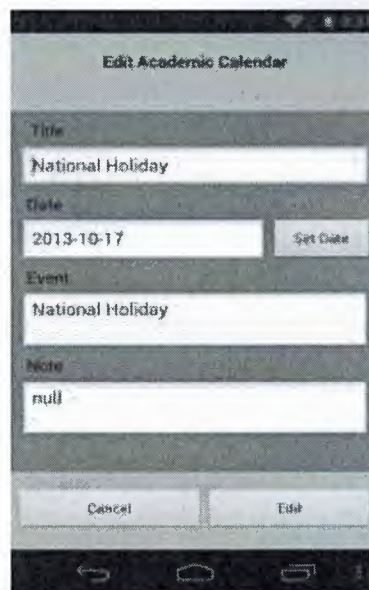 Edit Academic Calendar
Title
National Holiday
Date
2013-10-17
Set Date
Event
National Holiday
Note
null
Cancel
Edit